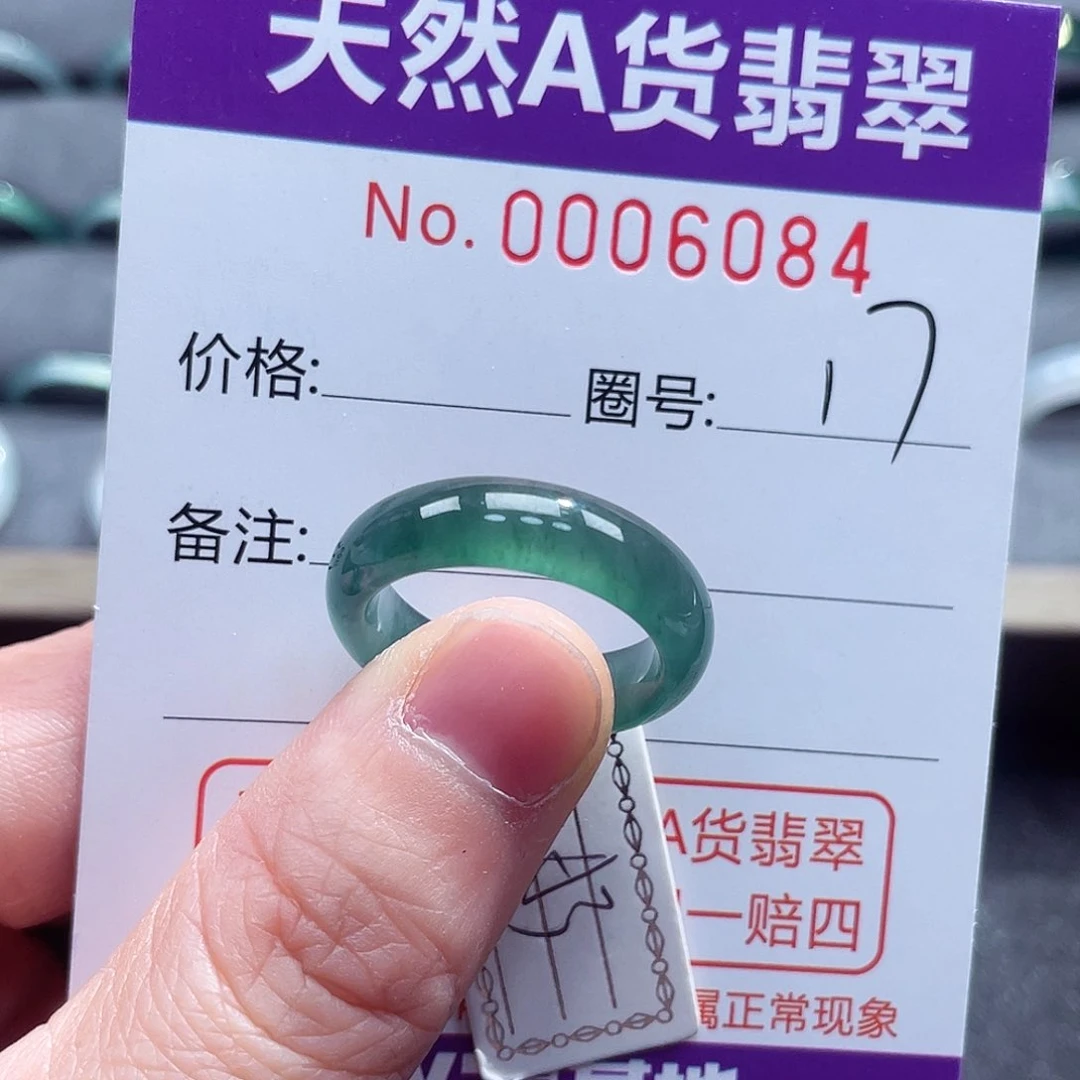 天然A货翡翠
No. 0006084
价格:
圈号: 17
备注:
A货翡翠
一赔四
属正常现象